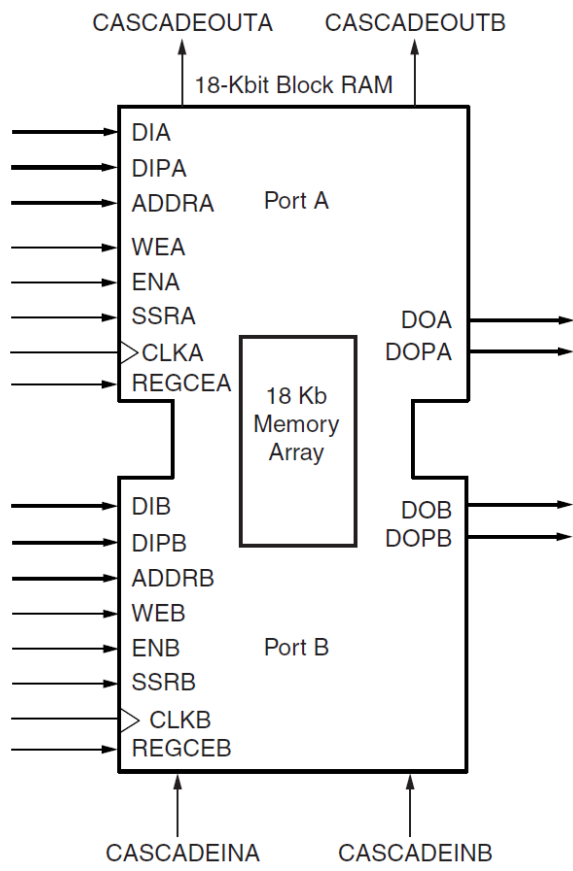 CASCADEOUTA CASCADEOUTB
18-Kbit Block RAM
DIA
DIPA
ADDRA Port A
WEA
ENA
SSRA
DOA
CLKA DOPA
REGCEA
18 Kb
Memory
Array
DIB DOB
DIPB DOPB
ADDRB
WEB
ENB Port B
SSRB
CLKB
REGCEB
CASCADEINA CASCADEINB